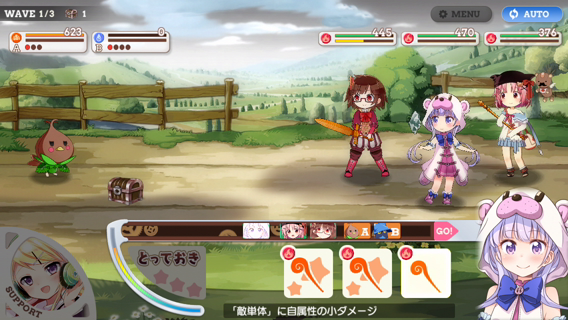 WAVE 1/3 1
MENU
AUTO
623
A
0
B
445
470
376
A
B
GO!
とっておき
SUPPORT
「敵単体」に自属性の小ダメージ